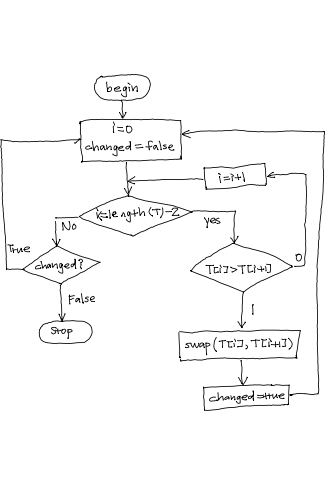 begin
i=0
changed=false
i=i+1
i<=length(T)-2
No
yes
True
changed?
T[i]>T[i+1]
0
False
1
stop
swap(T[i], T[i+1])
changed=true